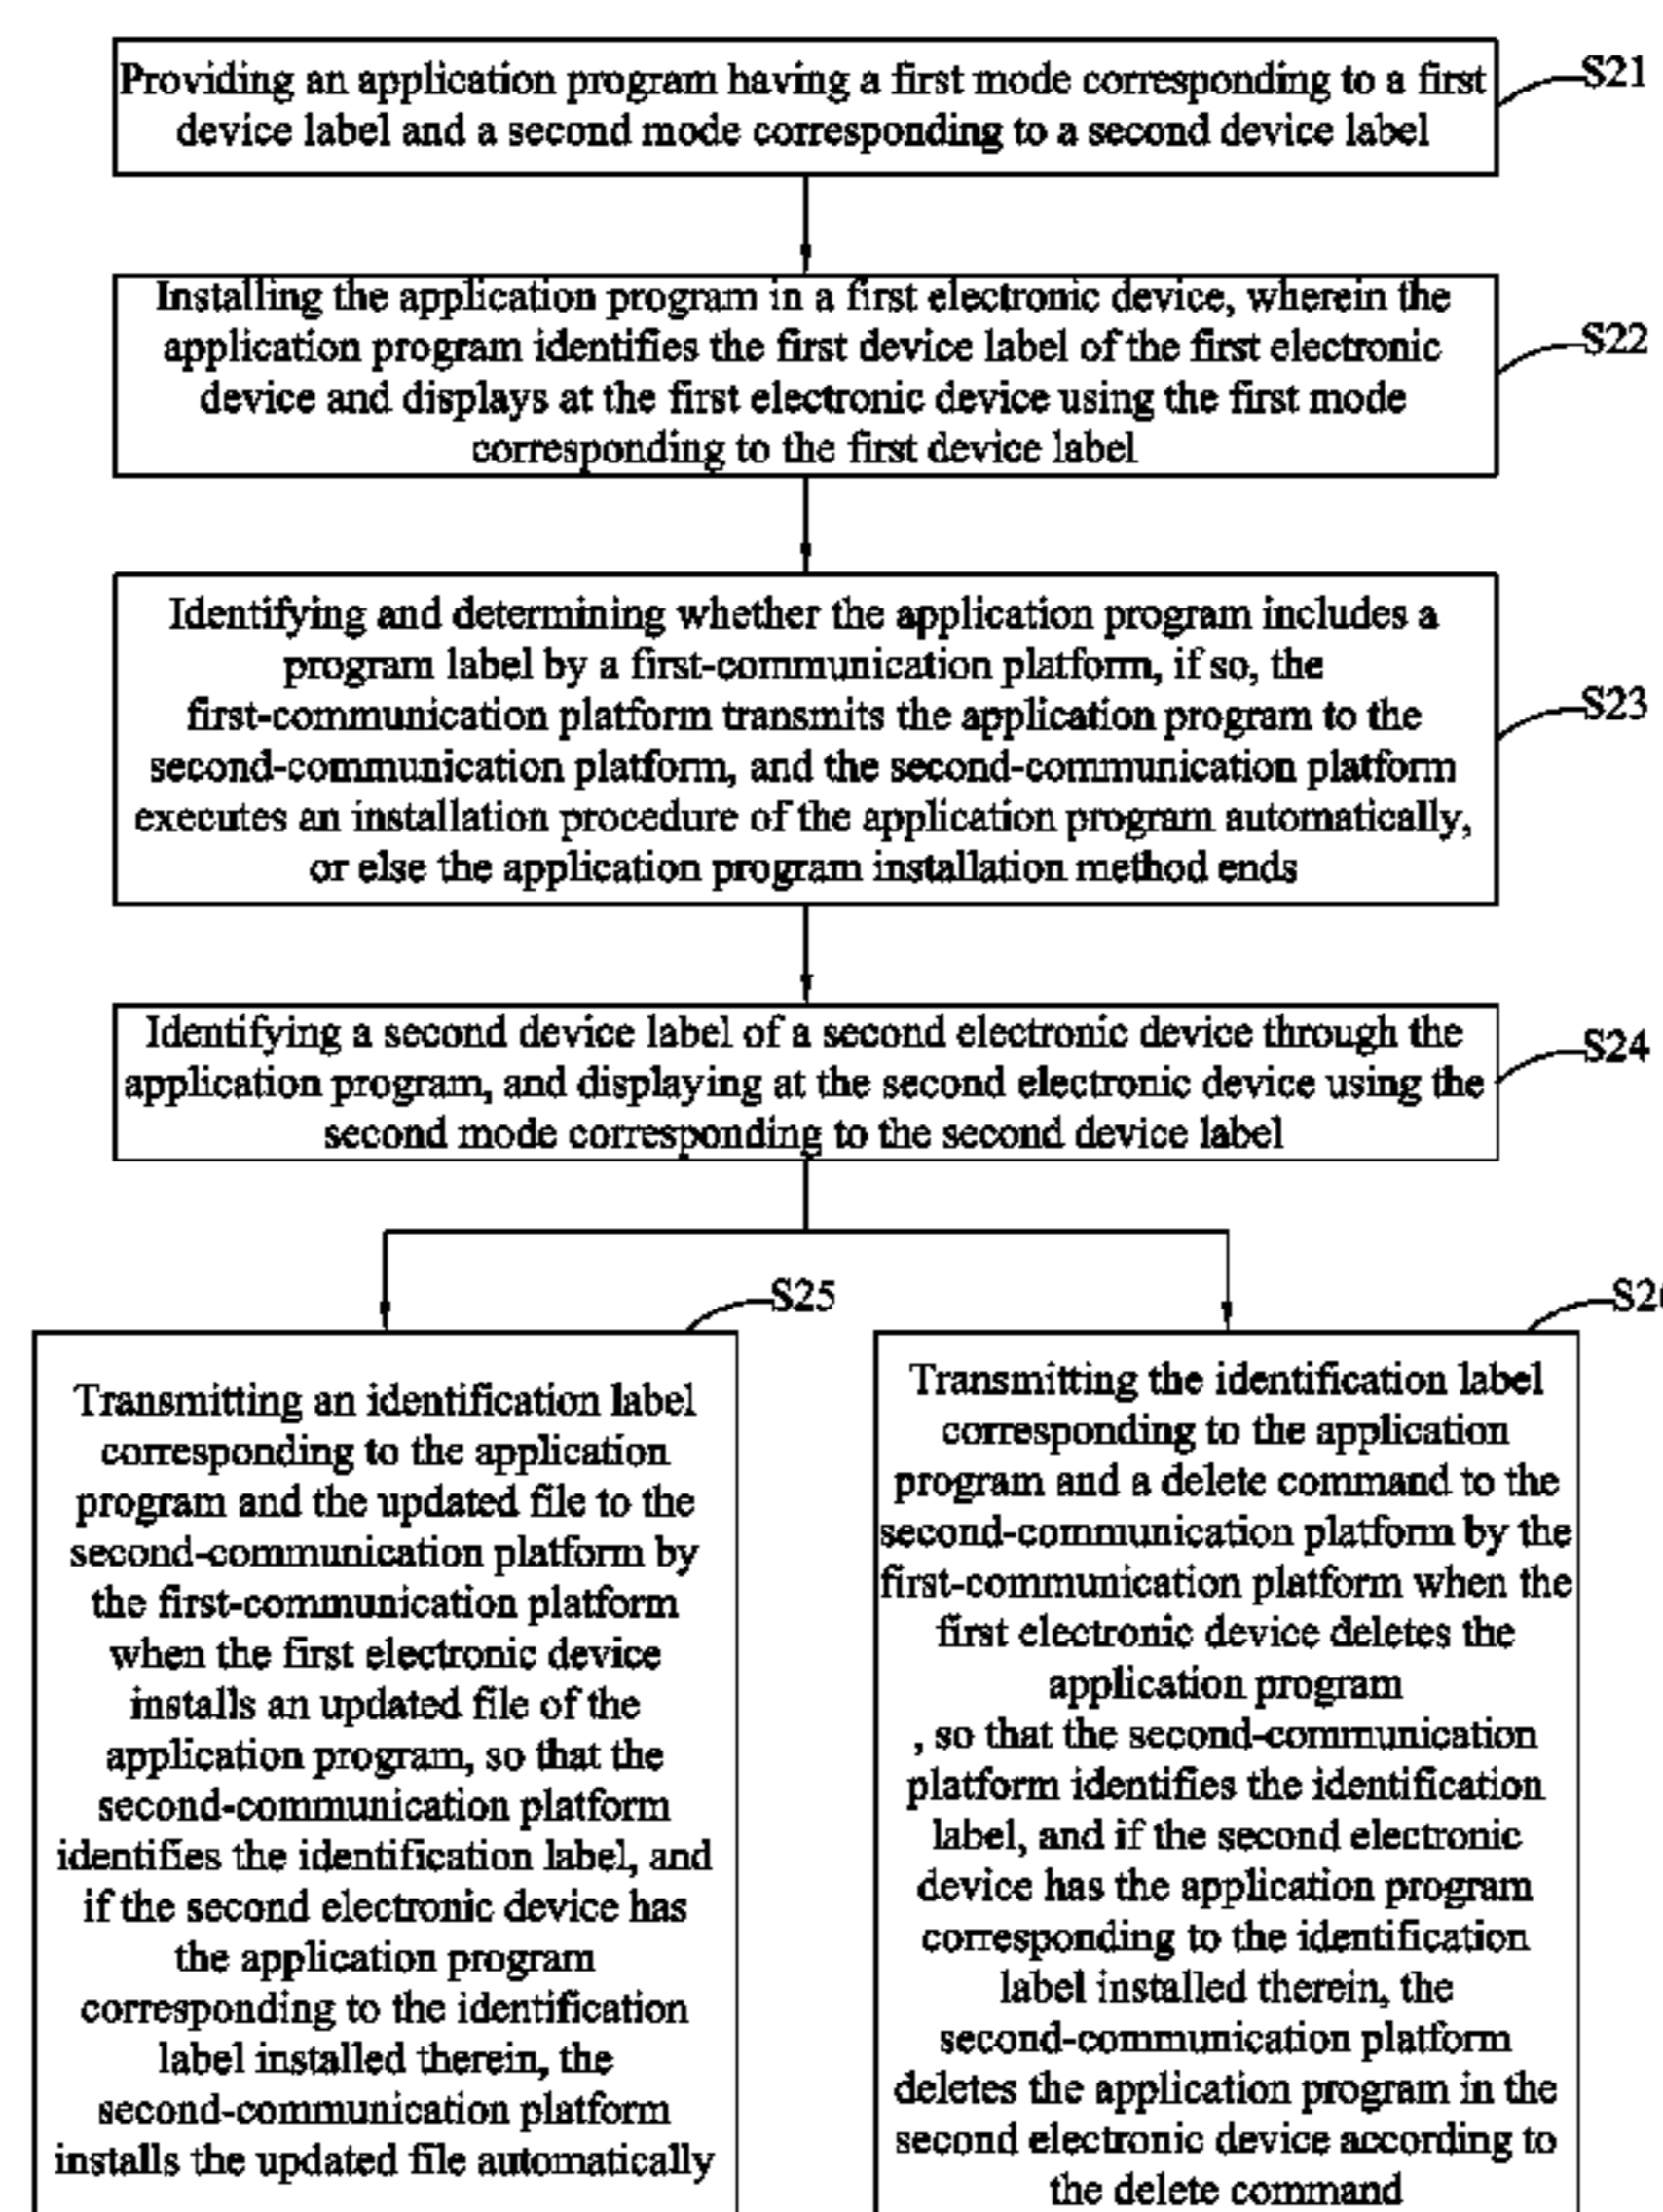 Providing an application program having a first mode corresponding to a first
device label and a second mode corresponding to a second device label
S21
Installing the application program in a first electronic device, wherein the
application program identifies the first device label of the first electronic
device and displays at the first electronic device using the first mode
corresponding to the first device label
S22
Identifying and determining whether the application program includes a
program label by a first-communication platform, if so, the
first-communication platform transmits the application program to the
second-communication platform, and the second-communication platform
executes an installation procedure of the application program automatically,
or else the application program installation method ends
S23
Identifying a second device label of a second electronic device through the
application program, and displaying at the second electronic device using the
second mode corresponding to the second device label
S24
S25
Transmitting an identification label
corresponding to the application
program and the updated file to the
second-communication platform by
the first-communication platform
when the first electronic device
installs an updated file of the
application program, so that the
second-communication platform
identifies the identification label, and
if the second electronic device has
the application program
corresponding to the identification
label installed therein, the
second-communication platform
installs the updated file automatically
Transmitting the identification label
corresponding to the application
program and a delete command to the
second-communication platform by the
first-communication platform when the
first electronic device deletes the
application program
, so that the second-communication
platform identifies the identification
label, and if the second electronic
device has the application program
corresponding to the identification
label installed therein, the
second-communication platform
deletes the application program in the
second electronic device according to
the delete command